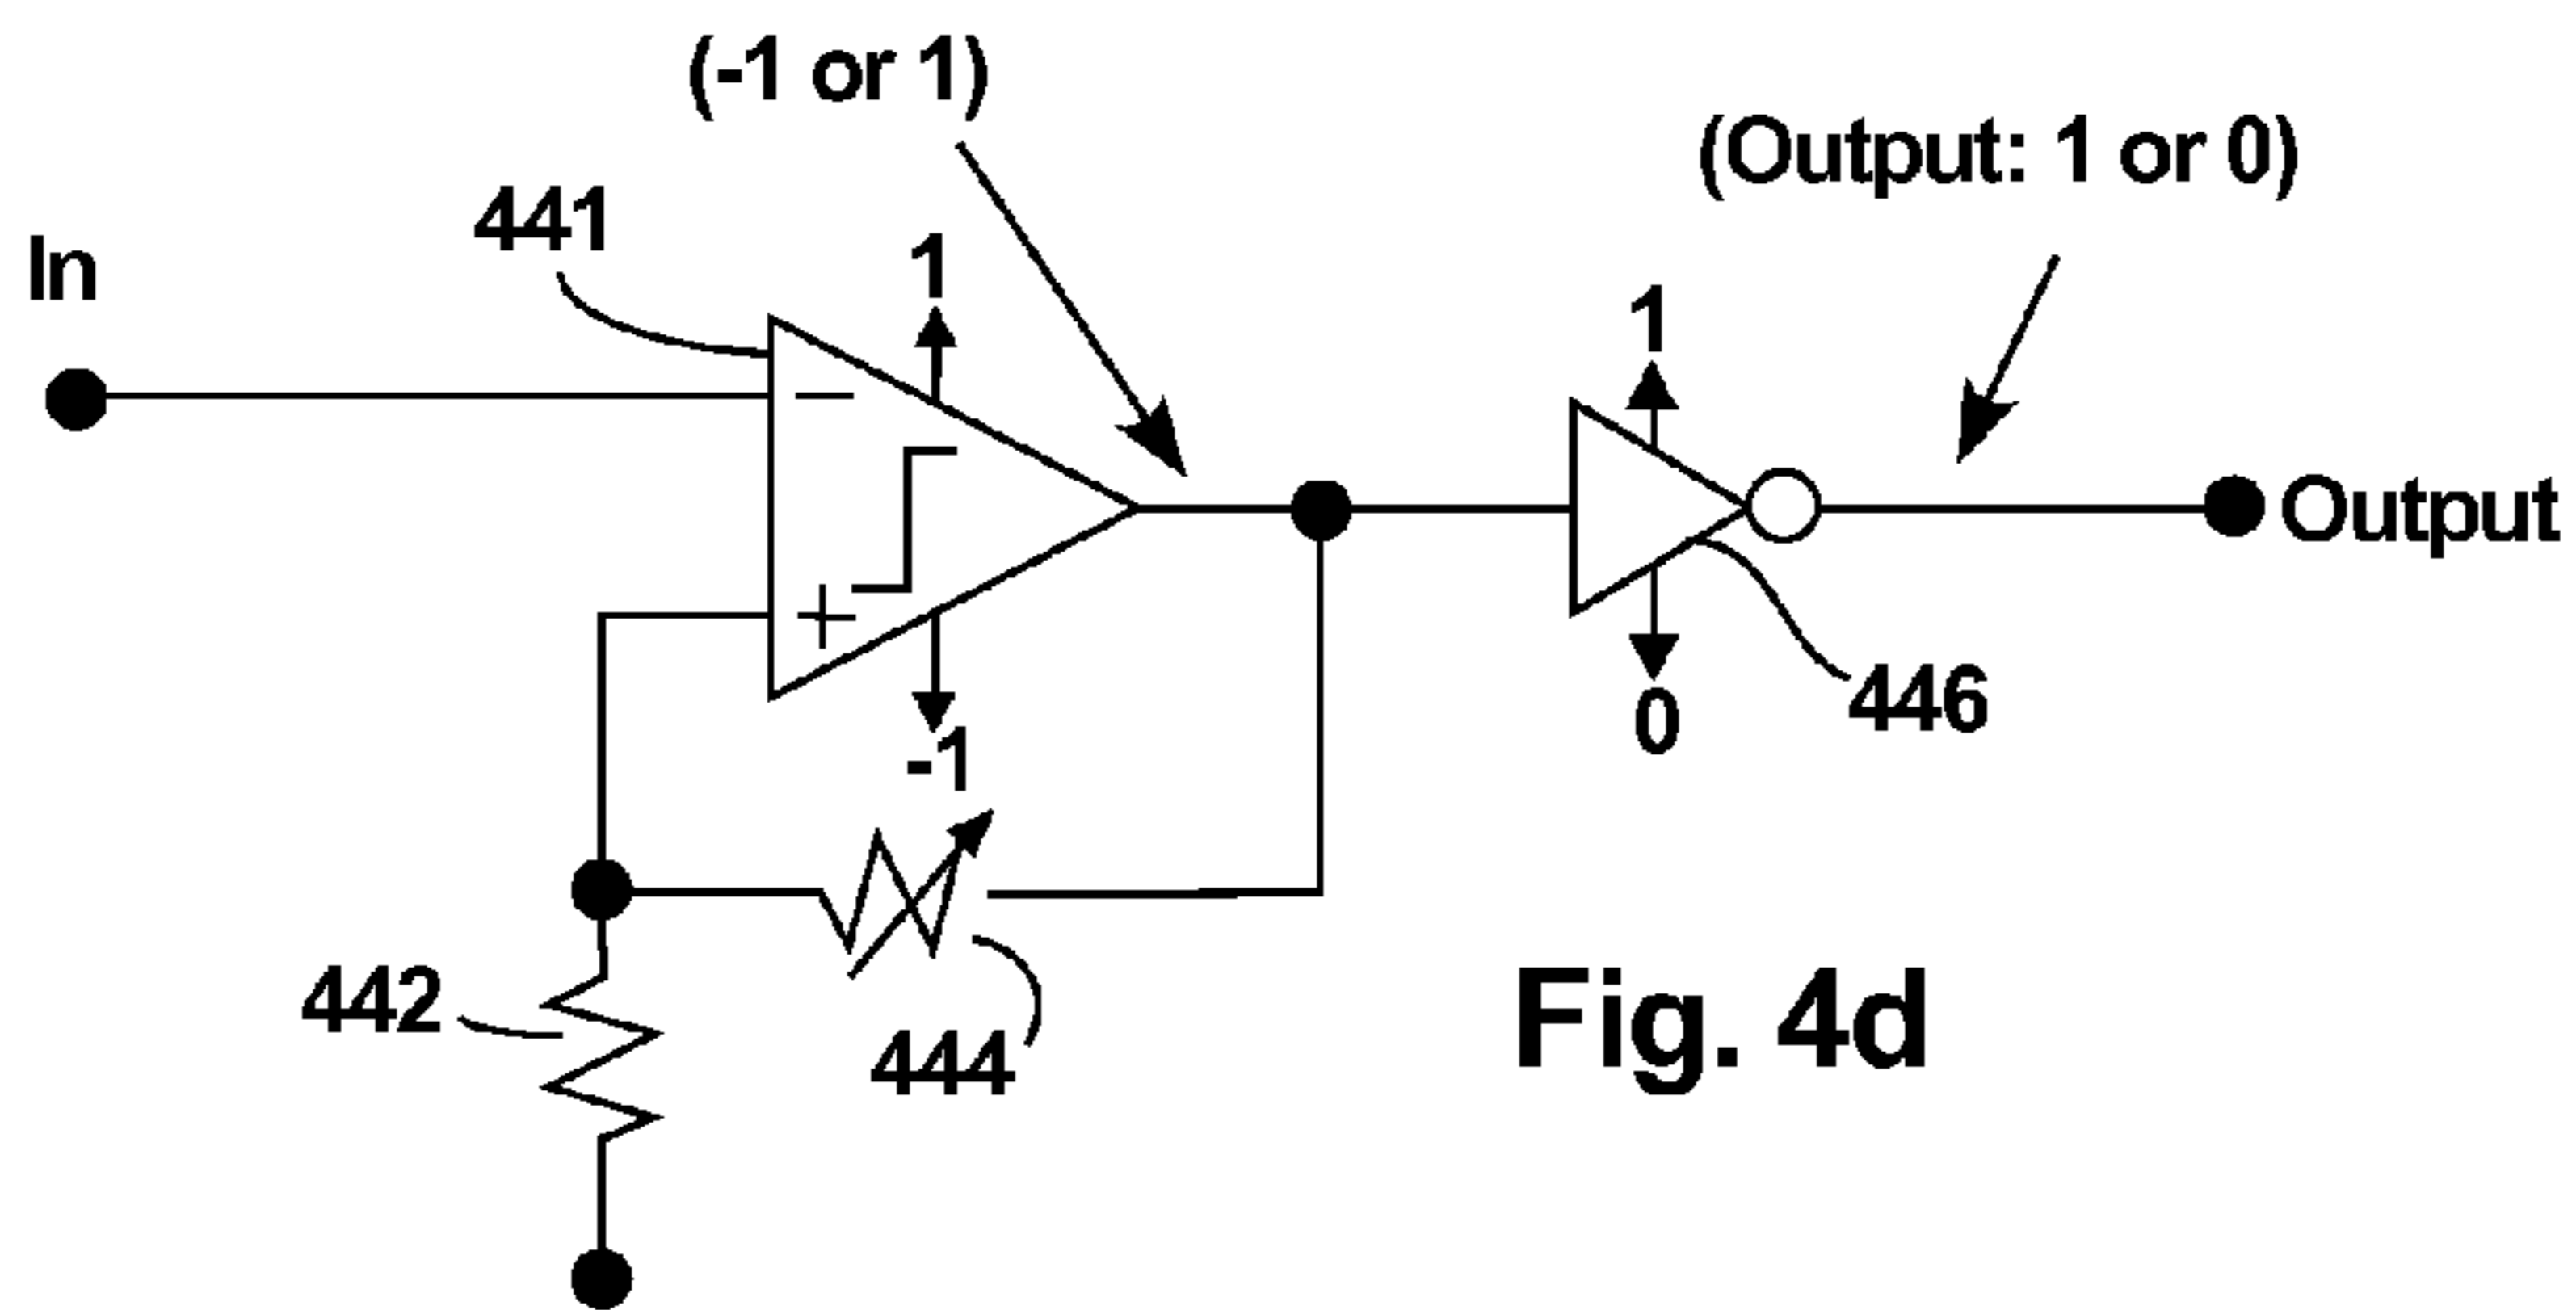 (-1 or 1)
(Output: 1 or 0)
441
In
1
1
−
Output
+
446
0
-1
442
444
Fig. 4d